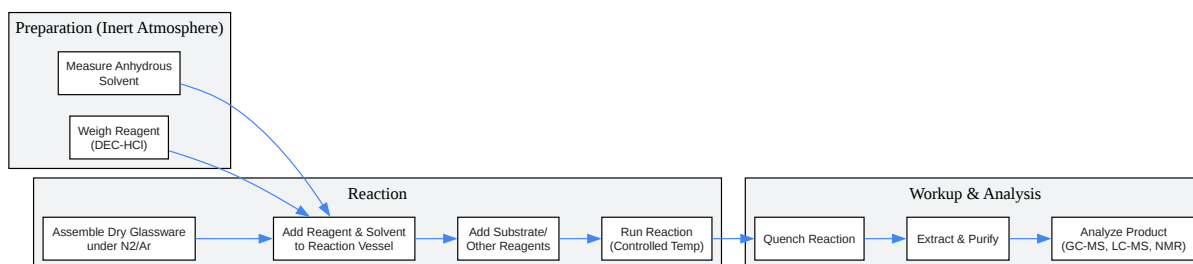 Preparation (Inert Atmosphere)
Measure Anhydrous
Solvent
Weigh Reagent
(DEC-HCl)
Reaction
Assemble Dry Glassware
under N2/Ar
Add Reagent & Solvent
to Reaction Vessel
Add Substrate/
Other Reagents
Run Reaction
(Controlled Temp)
Workup & Analysis
Quench Reaction
Extract & Purify
Analyze Product
(GC-MS, LC-MS, NMR)